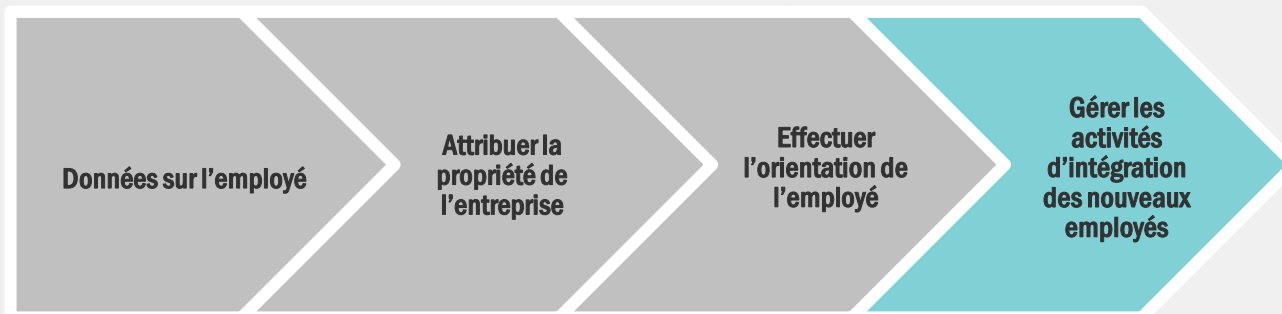 Données sur l’employé
Attribuer la
propriété de
l’entreprise
Effectuer
l’orientation de
l’employé
Gérer les
activités
d’intégration
des nouveaux
employés